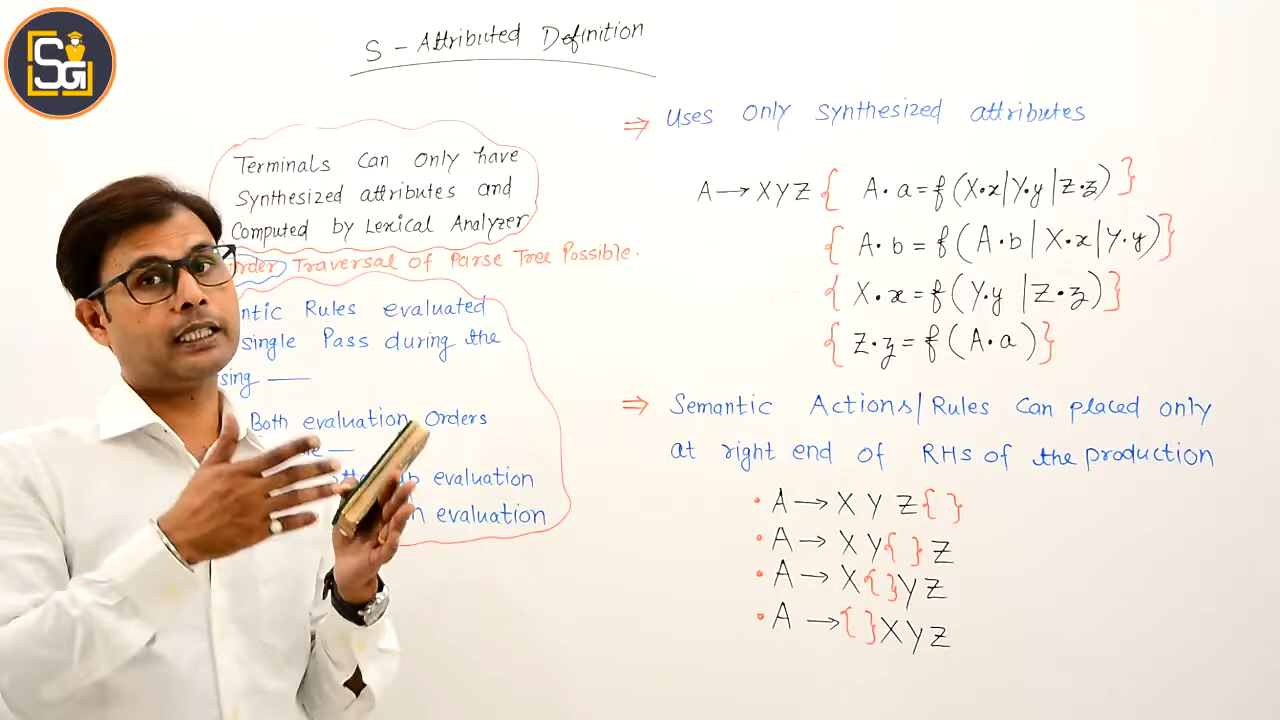 SG
S - Attributed Definition
Terminals Can Only have
Synthesized attributes and
Computed by Lexical Analyzer
Traversal of Parse Tree Possible.
Rules evaluated
single Pass during the
Both evaluation Orders
evaluation
evaluation
⇒ Uses Only Synthesized attributes
A → XYZ { A·a = f(X·x|Y·y|Z·z) }
{ A·b = f(A·b|X·x|Y·y) }
{ X·x = f(Y·y|Z·z) }
{ Z·z = f(A·a) }
⇒ Semantic Actions/Rules Can placed only
at right end of RHS of the production
• A → X Y Z { }
• A → X Y { } Z
• A → X { } Y Z
• A → { } X Y Z